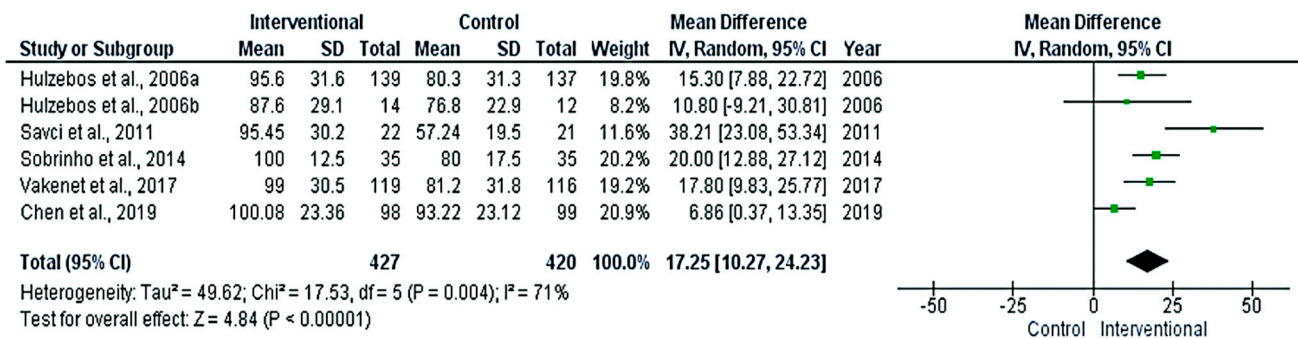 Interventional Control Mean Difference Mean Difference
Study or Subgroup Mean SD Total Mean SD Total Weight IV, Random, 95% CI Year IV, Random, 95% CI
Hulzebos et al., 2006a 95.6 31.6 139 80.3 31.3 137 19.8% 15.30 [7.88, 22.72] 2006
Hulzebos et al., 2006b 87.6 29.1 14 76.8 22.9 12 8.2% 10.80 [-9.21, 30.81] 2006
Savci et al., 2011 95.45 30.2 22 57.24 19.5 21 11.6% 38.21 [23.08, 53.34] 2011
Sobrinho et al., 2014 100 12.5 35 80 17.5 35 20.2% 20.00 [12.88, 27.12] 2014
Vakenet et al., 2017 99 30.5 119 81.2 31.8 116 19.2% 17.80 [9.83, 25.77] 2017
Chen et al., 2019 100.08 23.36 98 93.22 23.12 99 20.9% 6.86 [0.37, 13.35] 2019
Total (95% CI) 427 420 100.0% 17.25 [10.27, 24.23]
Heterogeneity: Tau² = 49.62; Chi² = 17.53, df = 5 (P = 0.004); I² = 71%
Test for overall effect: Z = 4.84 (P < 0.00001)
-50 -25 0 25 50
Control Interventional